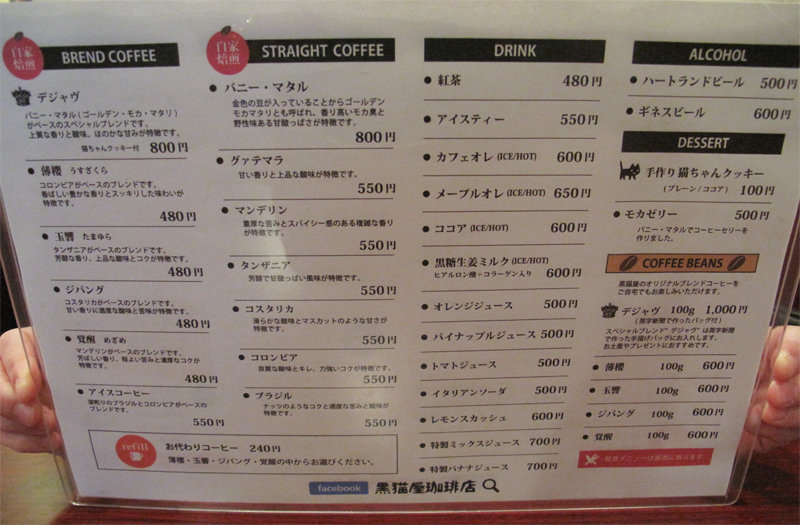 自家
焙煎
BREND COFFEE
デジャヴ
バニー・マタル(ゴールデン・モカ・マタリ)
がベースのスペシャルブレンドです。
上質な香りと酸味、ほのかな甘みが特徴です。
猫ちゃんクッキー付 800円
薄櫻 うすざくら
コロンビアがベースのブレンドです。
香ばしい豊かな香りとスッキリした味わいが
特徴です。
480円
玉響 たまゆら
タンザニアがベースのブレンドです。
芳醇な香り、上品な酸味とコクが特徴です。
480円
ジパング
コスタリカがベースのブレンドです。
甘い香りに適度な酸味と苦味が特徴です。
480円
覚醒 めざめ
マンデリンがベースのブレンドです。
芳ばしい香り、程よい苦味と濃厚なコクが
特徴です。
480円
アイスコーヒー
深煎りのブラジルとコロンビアがベースの
ブレンドです。
550円
自家
焙煎
STRAIGHT COFFEE
バニー・マタル
金色の豆が入っていることからゴールデン
モカマタリとも呼ばれ、香り高いモカ臭と
野性味ある甘酸っぱさが特徴です。
800円
グァテマラ
甘い香りと上品な酸味が特徴です。
550円
マンデリン
重厚な苦みとスパイシー感のある複雑な香り
が特徴です。
550円
タンザニア
芳醇で甘酸っぱい風味が特徴です。
550円
コスタリカ
滑らかな酸味とマスカットのような甘さが
特徴です。
550円
コロンビア
良質な酸味とキレ、力強いコクが特徴です。
550円
ブラジル
ナッツのようなコクと適度な苦みと酸味が
特徴です。
550円
refill
お代わりコーヒー 240円
薄櫻・玉響・ジパング・覚醒の中からお選びください。
DRINK
紅茶 480円
アイスティー 550円
カフェオレ (ICE/HOT) 600円
メープルオレ (ICE/HOT) 650円
ココア (ICE/HOT) 600円
黒糖生姜ミルク (ICE/HOT)
ヒアルロン酸+コラーゲン入り 600円
オレンジジュース 500円
パイナップルジュース 500円
トマトジュース 500円
イタリアンソーダ 500円
レモンスカッシュ 600円
特製ミックスジュース 700円
特製バナナジュース 700円
ALCOHOL
ハートランドビール 500円
ギネスビール 600円
DESSERT
手作り猫ちゃんクッキー
(プレーン/ココア) 100円
モカゼリー 500円
バニー・マタルでコーヒーゼリーを
作りました。
COFFEE BEANS
黒猫屋のオリジナルブレンドコーヒーを
ご自宅でもお楽しみいただけます。
デジャヴ 100g 1,000円
(英字新聞で作ったバッグ付)
スペシャルブレンド"デジャヴ"は英字新聞
で作った手提げバッグにお入れします。
お土産やプレゼントにおすすめです。
薄櫻 100g 600円
玉響 100g 600円
ジパング 100g 600円
覚醒 100g 600円
軽食メニューは裏面にあります。
facebook 黒猫屋珈琲店